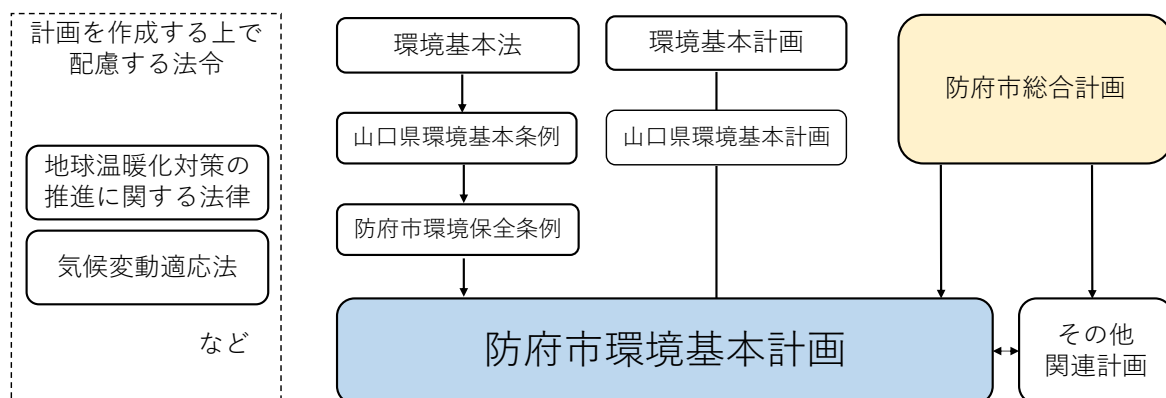 計画を作成する上で
配慮する法令
地球温暖化対策の
推進に関する法律
気候変動適応法
など
環境基本法
山口県環境基本条例
防府市環境保全条例
環境基本計画
山口県環境基本計画
防府市総合計画
防府市環境基本計画
その他
関連計画